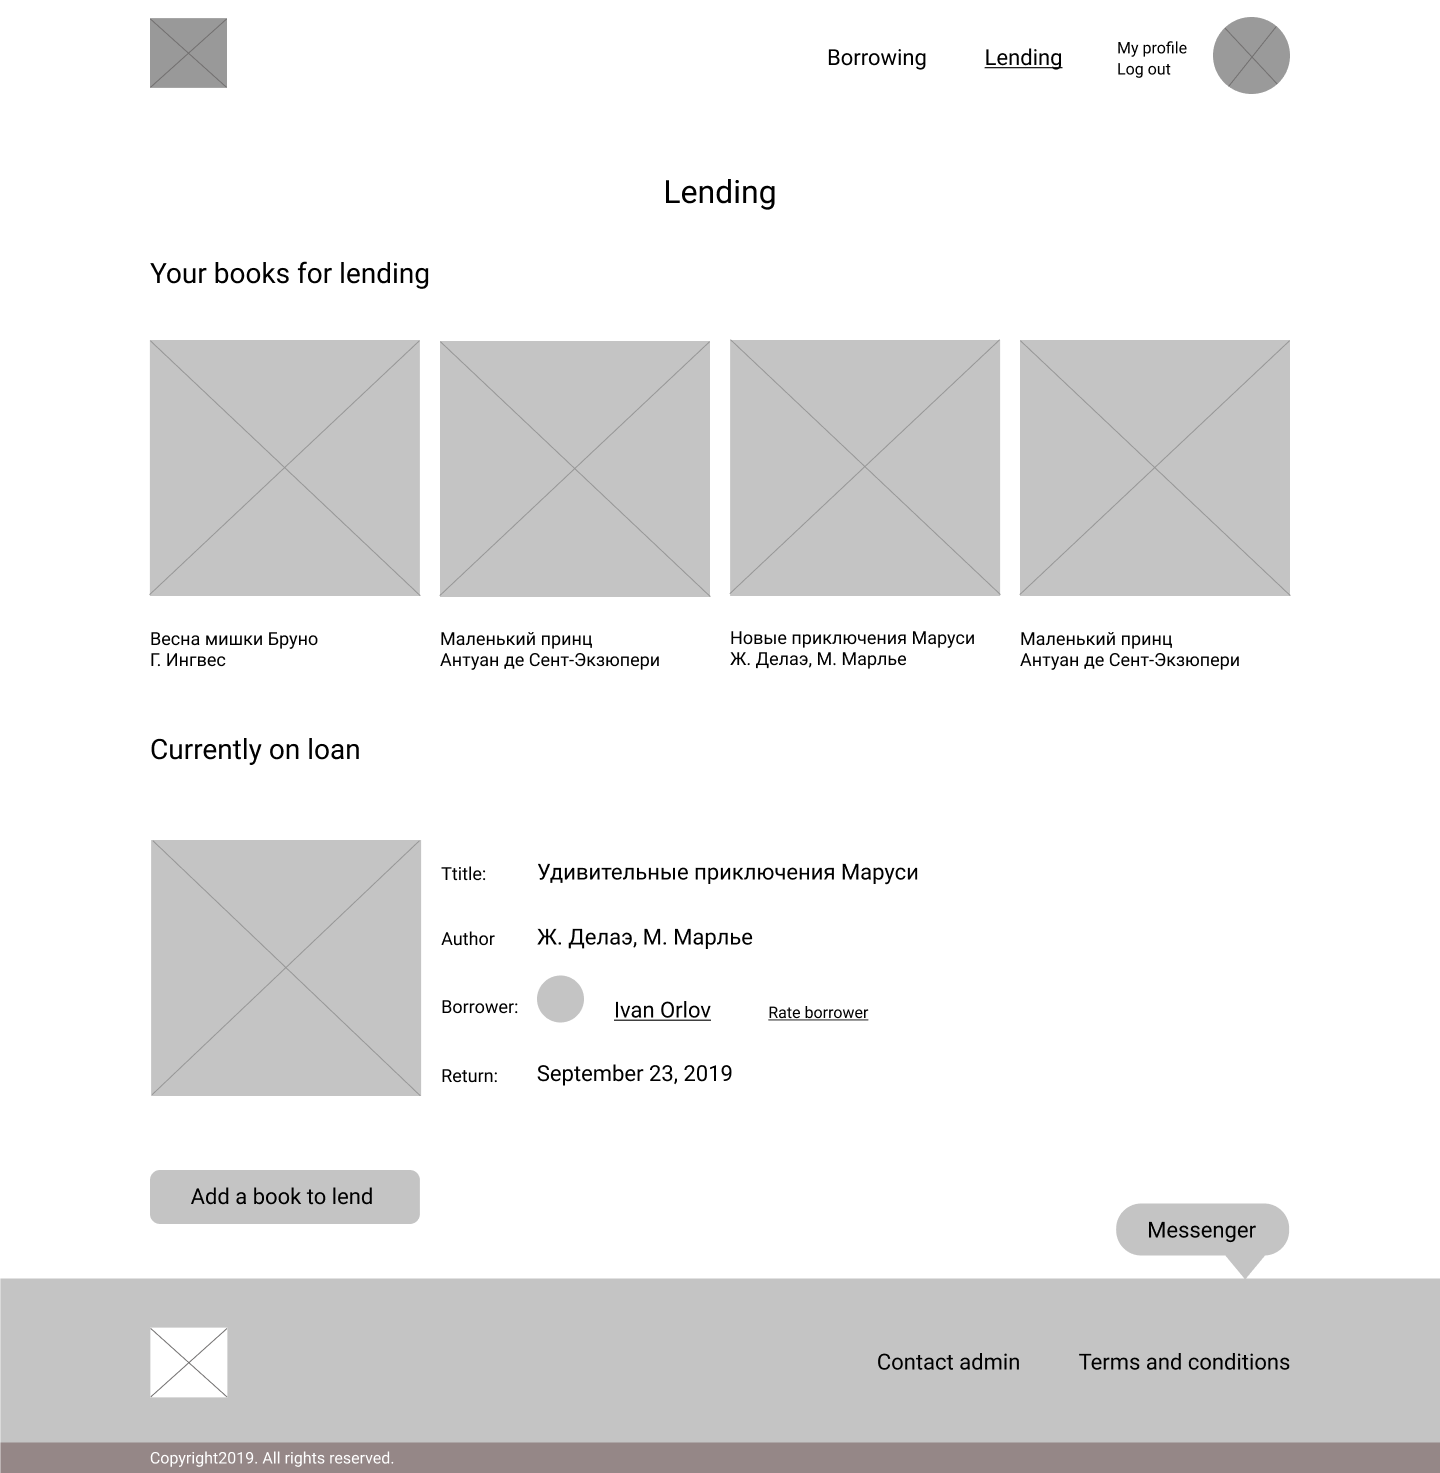 Borrowing
Lending
My profile
Log out
Lending
Your books for lending
Весна мишки Бруно
Г. Ингвес
Маленький принц
Антуан де Сент-Экзюпери
Новые приключения Маруси
Ж. Делаэ, М. Марлье
Маленький принц
Антуан де Сент-Экзюпери
Currently on loan
Ttitle: Удивительные приключения Маруси
Author Ж. Делаэ, М. Марлье
Borrower: Ivan Orlov Rate borrower
Return: September 23, 2019
Add a book to lend
Messenger
Contact admin
Terms and conditions
Copyright2019. All rights reserved.